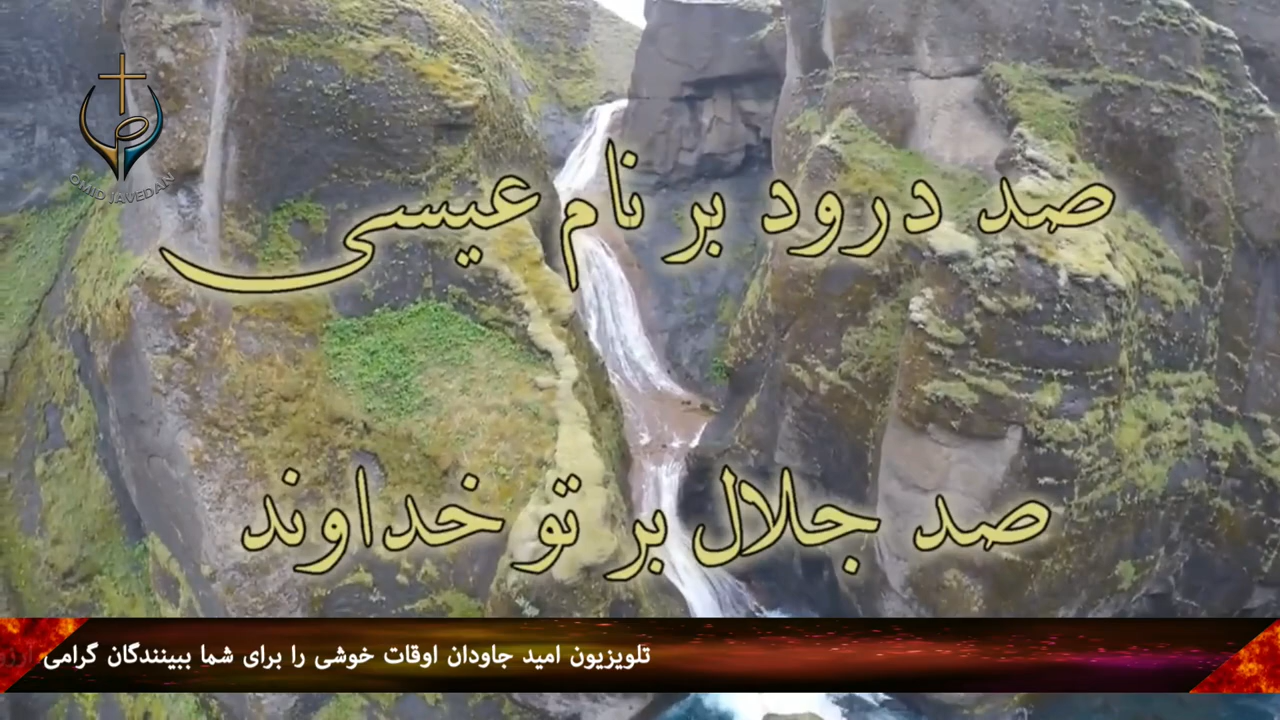 OMID JAVEDAN
صد درود بر نام عیسی
صد جلال بر تو خداوند
تلویزیون امید جاودان اوقات خوشی را برای شما بینندگان گرامی